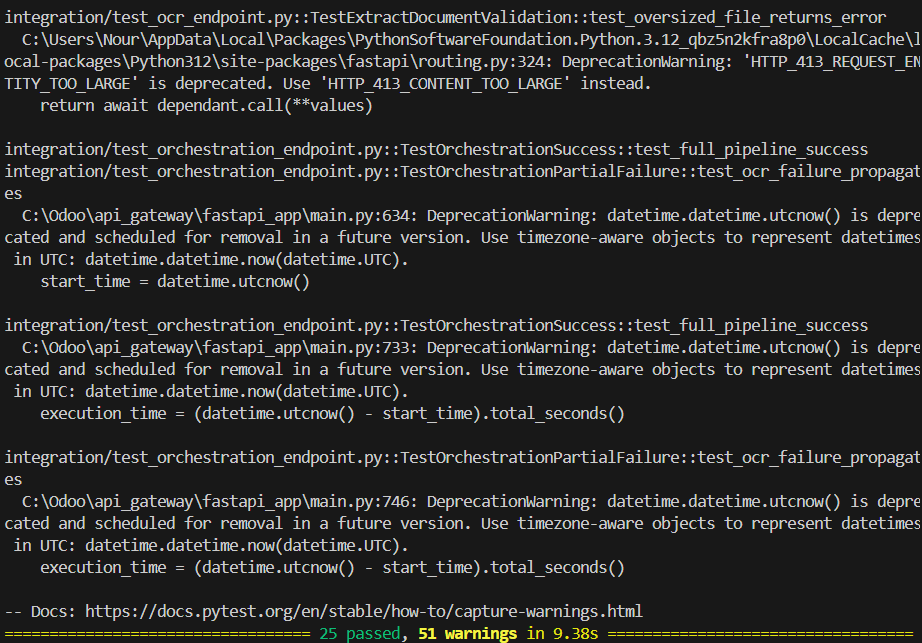 integration/test_ocr_endpoint.py::TestExtractDocumentValidation::test_oversized_file_returns_error
  C:\Users\Nour\AppData\Local\Packages\PythonSoftwareFoundation.Python.3.12_qbz5n2kfra8p0\LocalCache\l
ocal-packages\Python312\site-packages\fastapi\routing.py:324: DeprecationWarning: 'HTTP_413_REQUEST_EN
TITY_TOO_LARGE' is deprecated. Use 'HTTP_413_CONTENT_TOO_LARGE' instead.
    return await dependant.call(**values)

integration/test_orchestration_endpoint.py::TestOrchestrationSuccess::test_full_pipeline_success
integration/test_orchestration_endpoint.py::TestOrchestrationPartialFailure::test_ocr_failure_propagat
es
  C:\Odoo\api_gateway\fastapi_app\main.py:634: DeprecationWarning: datetime.datetime.utcnow() is depre
cated and scheduled for removal in a future version. Use timezone-aware objects to represent datetimes
 in UTC: datetime.datetime.now(datetime.UTC).
    start_time = datetime.utcnow()

integration/test_orchestration_endpoint.py::TestOrchestrationSuccess::test_full_pipeline_success
  C:\Odoo\api_gateway\fastapi_app\main.py:733: DeprecationWarning: datetime.datetime.utcnow() is depre
cated and scheduled for removal in a future version. Use timezone-aware objects to represent datetimes
 in UTC: datetime.datetime.now(datetime.UTC).
    execution_time = (datetime.utcnow() - start_time).total_seconds()

integration/test_orchestration_endpoint.py::TestOrchestrationPartialFailure::test_ocr_failure_propagat
es
  C:\Odoo\api_gateway\fastapi_app\main.py:746: DeprecationWarning: datetime.datetime.utcnow() is depre
cated and scheduled for removal in a future version. Use timezone-aware objects to represent datetimes
 in UTC: datetime.datetime.now(datetime.UTC).
    execution_time = (datetime.utcnow() - start_time).total_seconds()

-- Docs: https://docs.pytest.org/en/stable/how-to/capture-warnings.html
================================== 25 passed, 51 warnings in 9.38s ==================================